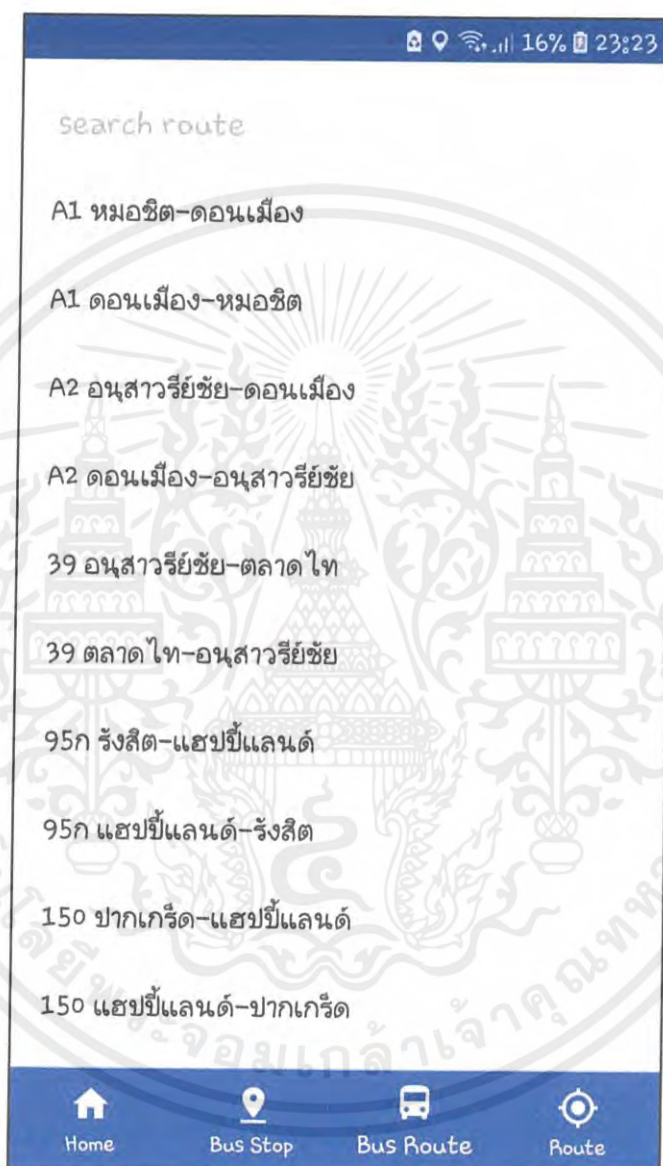 16% 23:23
search route
A1 หมอชิต-ดอนเมือง
A1 ดอนเมือง-หมอชิต
A2 อนุสาวรีย์ชัย-ดอนเมือง
A2 ดอนเมือง-อนุสาวรีย์ชัย
39 อนุสาวรีย์ชัย-ตลาดไท
39 ตลาดไท-อนุสาวรีย์ชัย
95ก รังสิต-แฮปปี้แลนด์
95ก แฮปปี้แลนด์-รังสิต
150 ปากเกร็ด-แฮปปี้แลนด์
150 แฮปปี้แลนด์-ปากเกร็ด
Home Bus Stop Bus Route Route